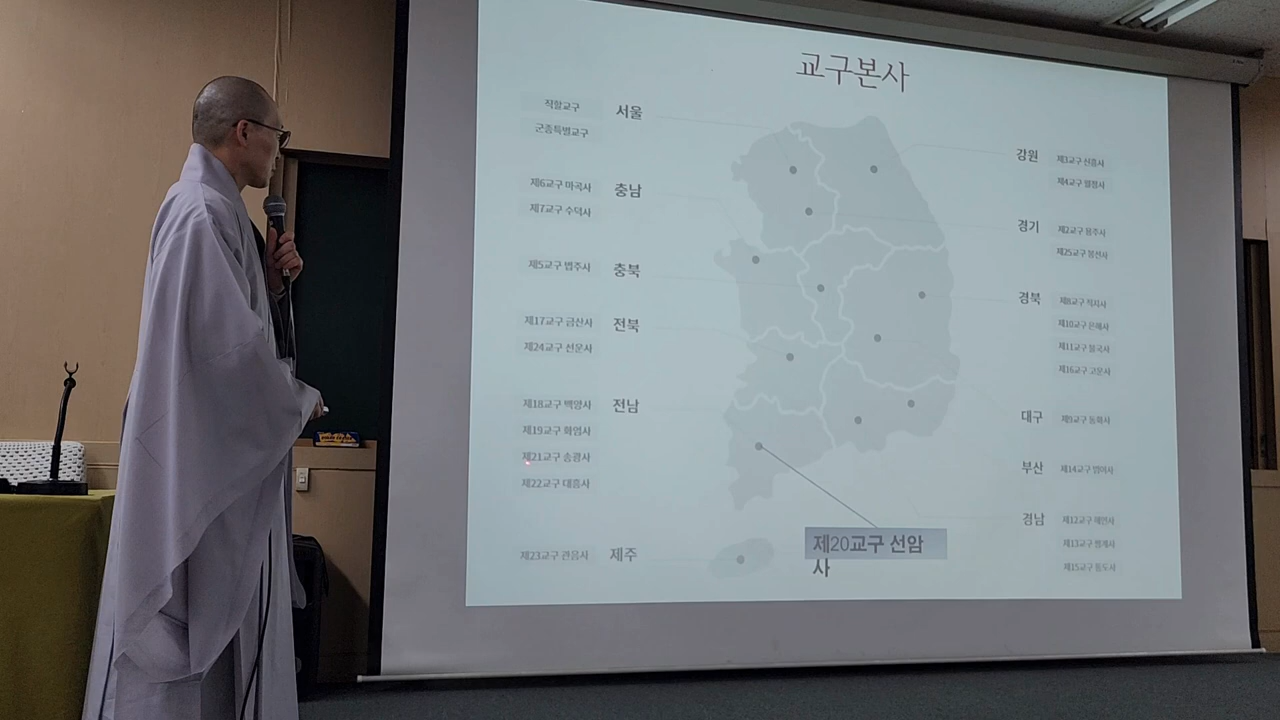 교구본사
직할교구
서울
군종특별교구
제6교구 마곡사
충남
제7교구 수덕사
제5교구 법주사
충북
제17교구 금산사
전북
제24교구 선운사
제18교구 백양사
전남
제19교구 화엄사
제21교구 송광사
제22교구 대흥사
제23교구 관음사
제주
강원
제3교구 신흥사
제4교구 월정사
경기
제2교구 용주사
제25교구 봉선사
경북
제8교구 직지사
제10교구 은해사
제11교구 불국사
제16교구 고운사
대구
제9교구 동화사
부산
제14교구 범어사
경남
제12교구 해인사
제13교구 쌍계사
제15교구 통도사
제20교구 선암
사